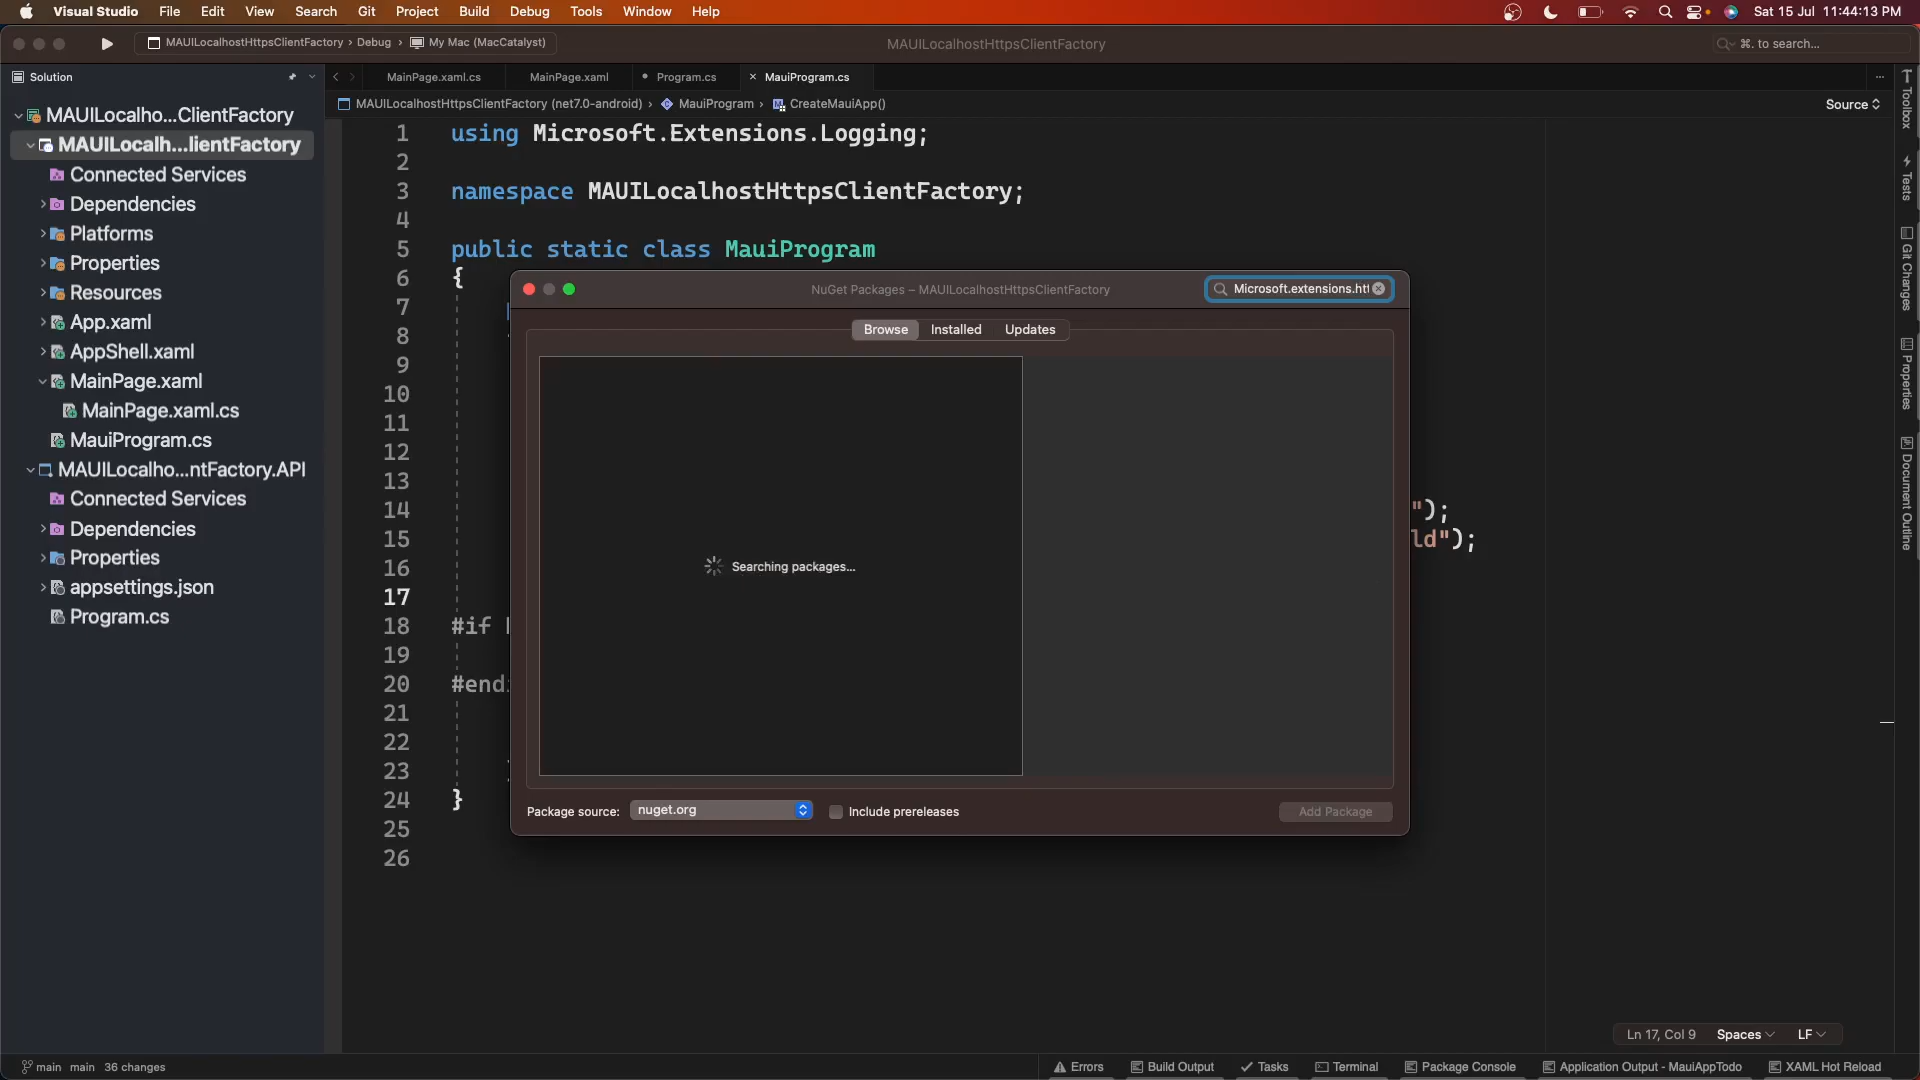 Visual Studio File Edit View Search Git Project Build Debug Tools Window Help Sat 15 Jul 11:44:13 PM
MAUILocalhostHttpsClientFactory › Debug › My Mac (MacCatalyst) MAUILocalhostHttpsClientFactory ⌘. to search...
Solution MainPage.xaml.cs MainPage.xaml Program.cs MauiProgram.cs
MAUILocalhostHttpsClientFactory (net7.0-android) › MauiProgram › CreateMauiApp() Source
MAUILocalho...ClientFactory
MAUILocalh...lientFactory
Connected Services
Dependencies
Platforms
Properties
Resources
App.xaml
AppShell.xaml
MainPage.xaml
MainPage.xaml.cs
MauiProgram.cs
MAUILocalho...ntFactory.API
Connected Services
Dependencies
Properties
appsettings.json
Program.cs
1 using Microsoft.Extensions.Logging;
2
3 namespace MAUILocalhostHttpsClientFactory;
4
5 public static class MauiProgram
6 {
7
8
9
10
11
12
13
14 ");
15 ld");
16
17
18 #if
19
20 #endi
21
22
23
24 }
25
26
NuGet Packages – MAUILocalhostHttpsClientFactory Microsoft.extensions.htt
Browse Installed Updates
Searching packages...
Package source: nuget.org Include prereleases Add Package
Toolbox
Tests
Git Changes
Properties
Document Outline
Ln 17, Col 9 Spaces LF
main main 36 changes Errors Build Output Tasks Terminal Package Console Application Output - MauiAppTodo XAML Hot Reload